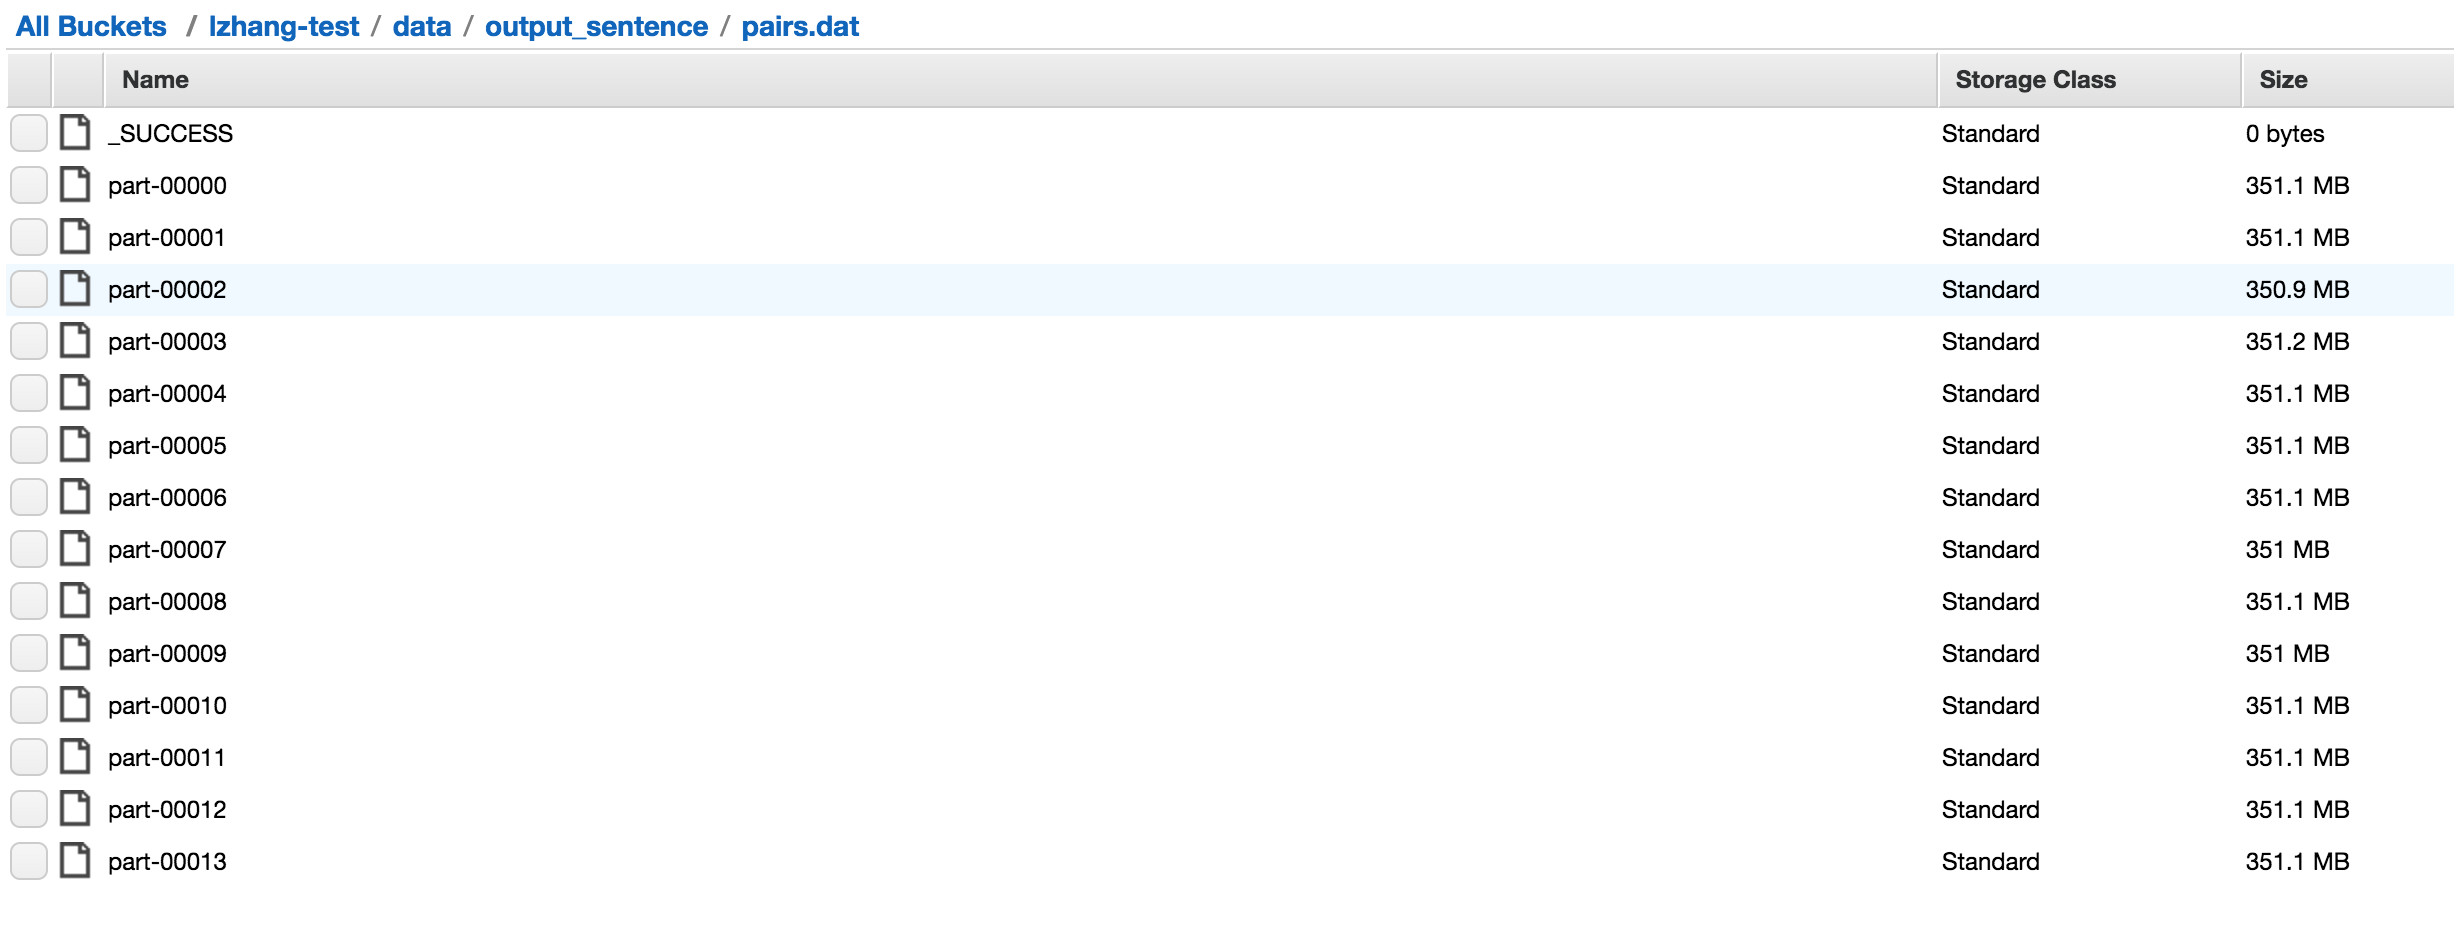 All Buckets / lzhang-test / data / output_sentence / pairs.dat
Name Storage Class Size
_SUCCESS Standard 0 bytes
part-00000 Standard 351.1 MB
part-00001 Standard 351.1 MB
part-00002 Standard 350.9 MB
part-00003 Standard 351.2 MB
part-00004 Standard 351.1 MB
part-00005 Standard 351.1 MB
part-00006 Standard 351.1 MB
part-00007 Standard 351 MB
part-00008 Standard 351.1 MB
part-00009 Standard 351 MB
part-00010 Standard 351.1 MB
part-00011 Standard 351.1 MB
part-00012 Standard 351.1 MB
part-00013 Standard 351.1 MB